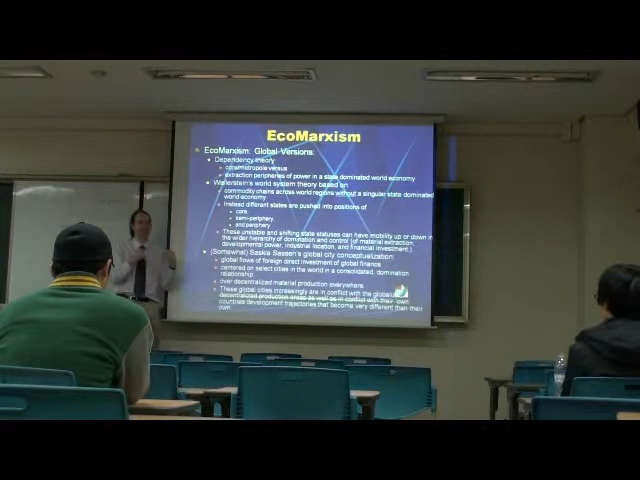 EcoMarxism
EcoMarxism: Global Versions:
Dependency theory
core/metropole versus
extraction peripheries of power in a state dominated world economy
Wallerstein's world system theory based on
commodity chains across world regions without a singular state dominated
world economy
Instead different states are pushed into positions of
core,
semi-periphery,
and periphery
These unstable and shifting state statuses can have mobility up or down in
the wider hierarchy of domination and control (of material extraction,
developmental power, industrial location, and financial investment.)
(Somewhat) Saskia Sassen's global city conceptualization:
global flows of foreign direct investment of global finance
centered on select cities in the world in a consolidated, domination
relationship
over decentralized material production everywhere.
These global cities increasingly are in conflict with the globally
decentralized production areas as well as in conflict with their own
countries development trajectories that become very different than their
own